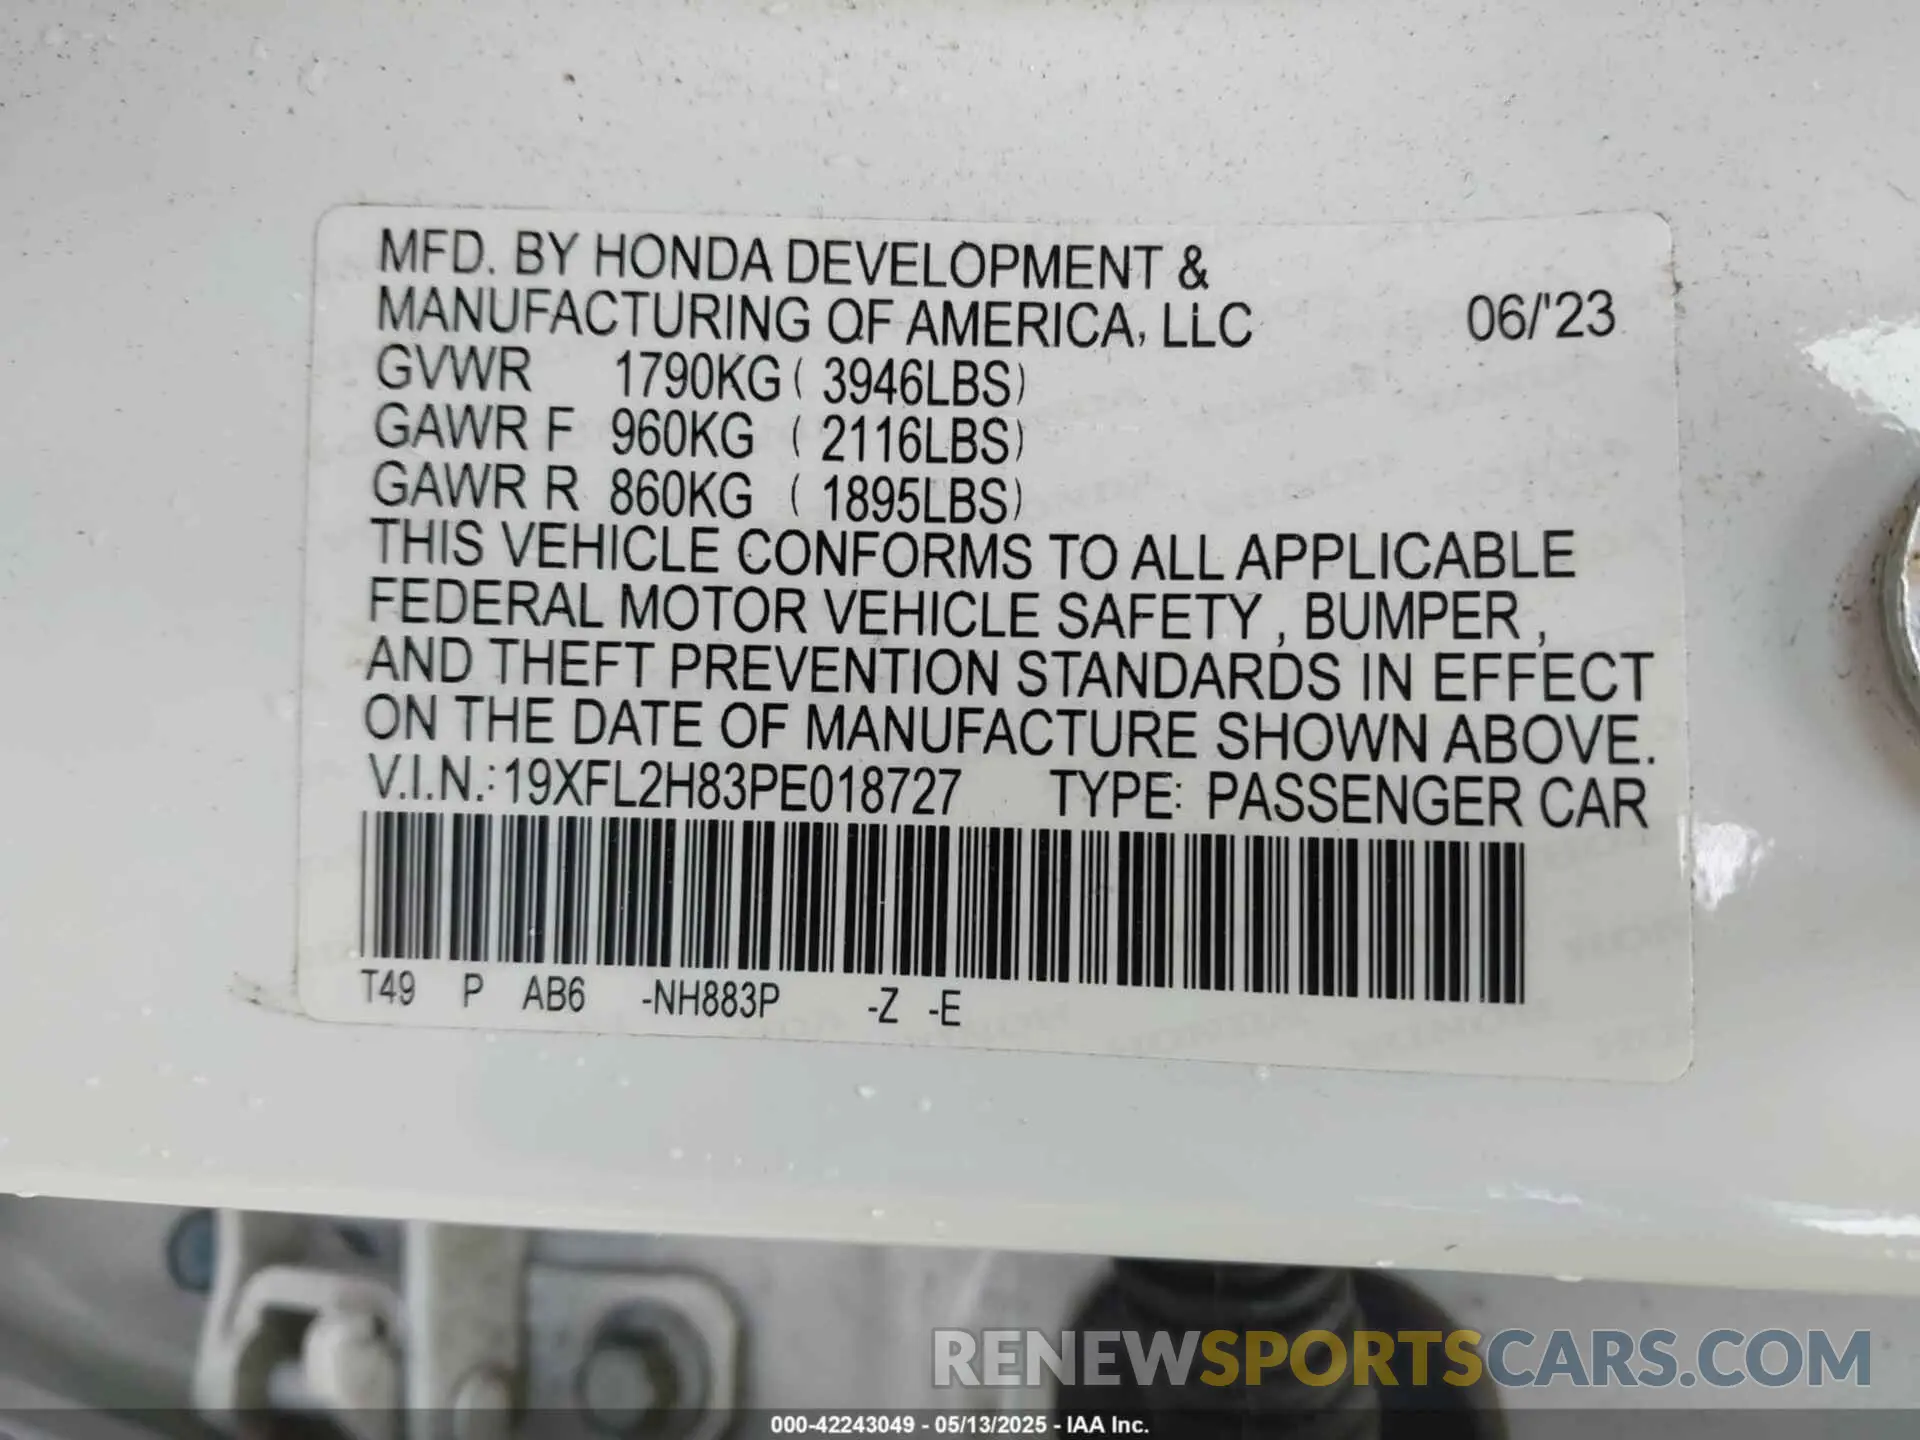 MFD. BY HONDA DEVELOPMENT &
MANUFACTURING OF AMERICA, LLC 06/'23
GVWR 1790KG ( 3946LBS)
GAWR F 960KG ( 2116LBS)
GAWR R 860KG ( 1895LBS)
THIS VEHICLE CONFORMS TO ALL APPLICABLE
FEDERAL MOTOR VEHICLE SAFETY , BUMPER ,
AND THEFT PREVENTION STANDARDS IN EFFECT
ON THE DATE OF MANUFACTURE SHOWN ABOVE.
V.I.N.: 19XFL2H83PE018727 TYPE: PASSENGER CAR
T49 P AB6 -NH883P -Z -E
RENEWSPORTSCARS.COM
000-42243049 - 05/13/2025 - IAA Inc.